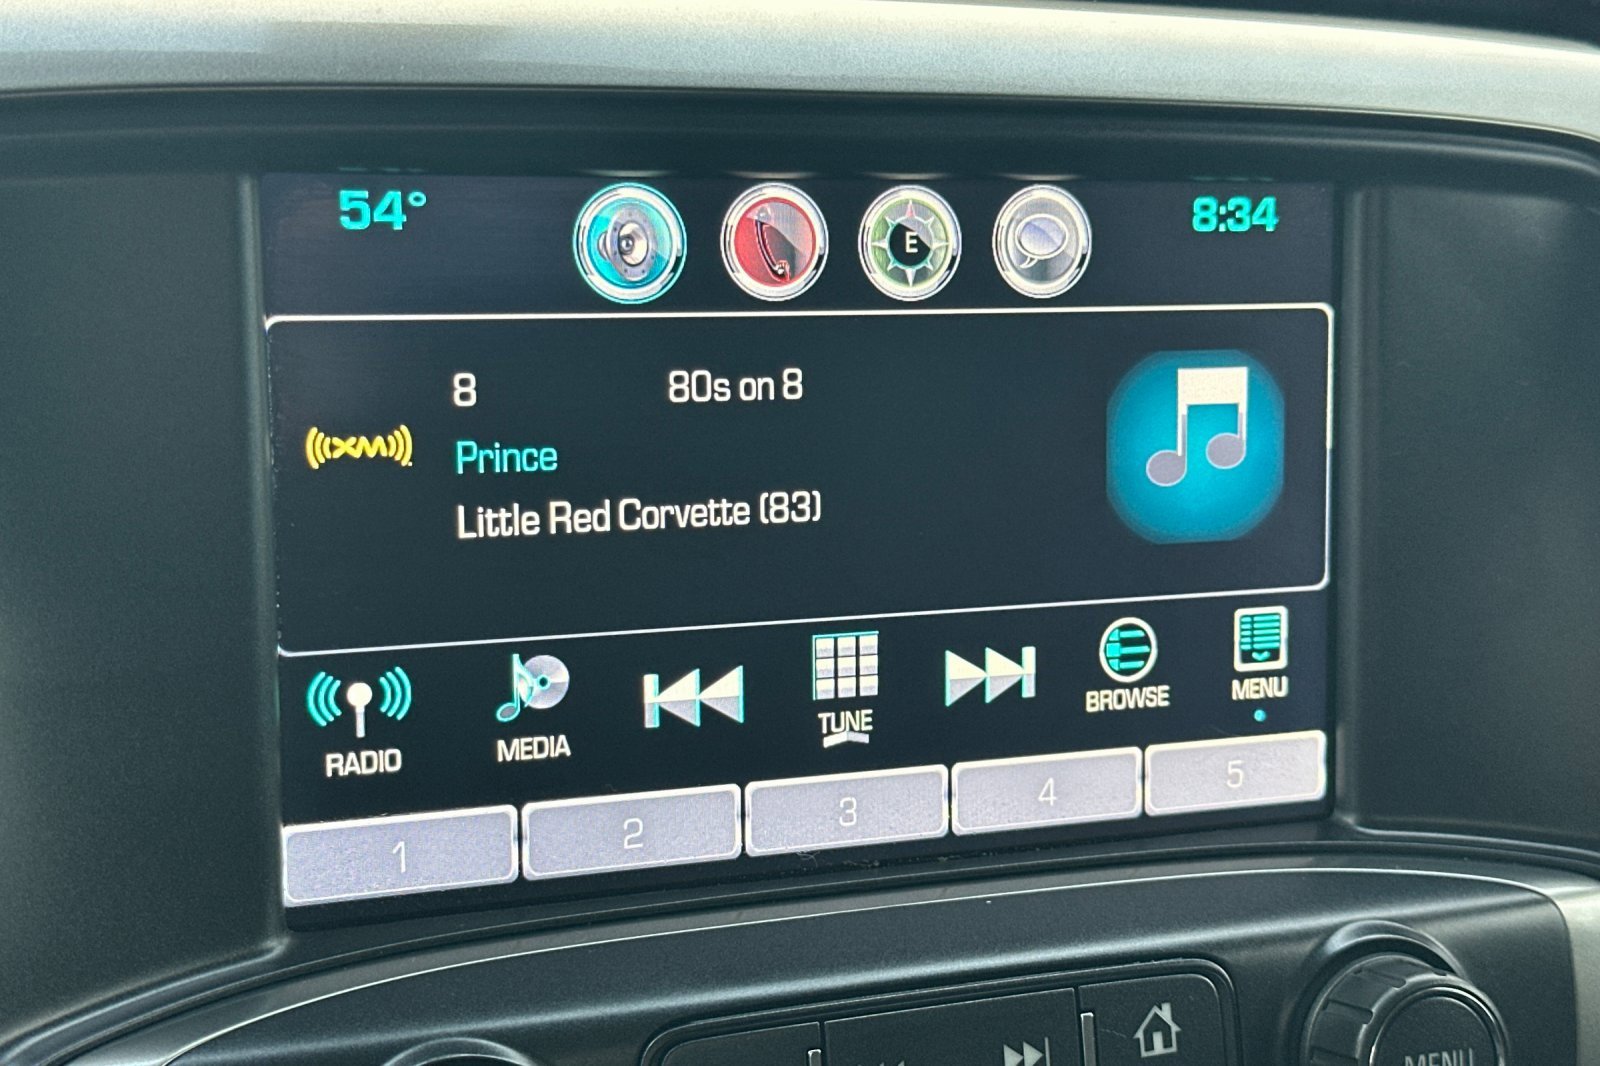 54°
E
8:34
8 80s on 8
((XM))
Prince
Little Red Corvette (83)
RADIO
MEDIA
TUNE
BROWSE
MENU
1
2
3
4
5
MENU